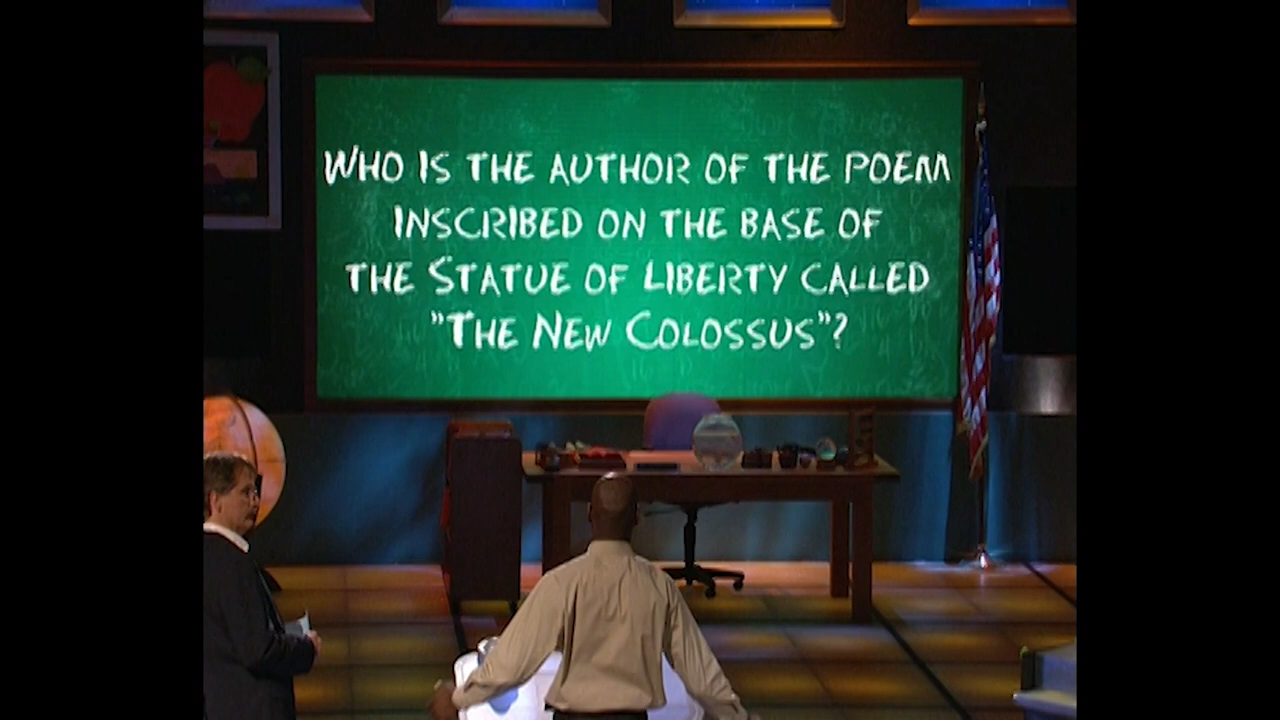 WHO IS THE AUTHOR OF THE POEM
INSCRIBED ON THE BASE OF
THE STATUE OF LIBERTY CALLED
"THE NEW COLOSSUS"?